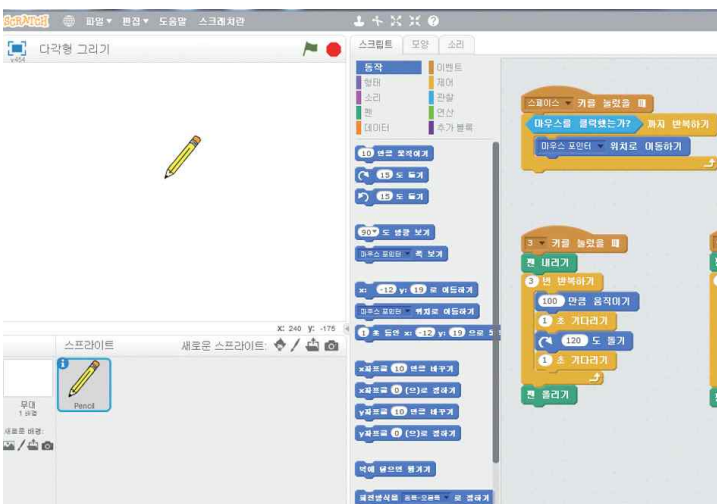 SCRATCH 파일▼ 편집▼ 도움말 스크래치란
다각형 그리기
v454
X: 240 y: -176
스프라이트 새로운 스프라이트:
무대
1 배경
새로운 배경:
Pencil
스크립트 모양 소리
동작 이벤트
형태 제어
소리 관찰
펜 연산
데이터 추가 블록
10 만큼 움직이기
15 도 돌기
15 도 돌기
90▼ 도 방향 보기
마우스 포인터 쪽 보기
x: -12 y: 19 로 이동하기
마우스 포인터 위치로 이동하기
1 초 동안 x: -12 y: 19 으로
x좌표를 10 만큼 바꾸기
x좌표를 0 (으)로 정하기
y좌표를 10 만큼 바꾸기
y좌표를 0 (으)로 정하기
벽에 닿으면 튕기기
회전방식을 로 정하기
스페이스 키를 눌렀을 때
마우스를 클릭했는가? 까지 반복하기
마우스 포인터 위치로 이동하기
3 키를 눌렀을 때
펜 내리기
3 번 반복하기
100 만큼 움직이기
1 초 기다리기
120 도 돌기
1 초 기다리기
펜 올리기